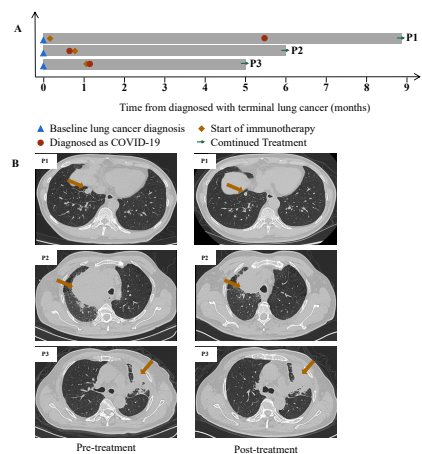 A
P1
P2
P3
0 1 2 3 4 5 6 7 8 9
Time from diagnosed with terminal lung cancer (months)
Baseline lung cancer diagnosis Start of immunotherapy
Diagnosed as COVID-19 Comtinued Treatment
B
P1 P1
P2 P2
P3 P3
Pre-treatment Post-treatment